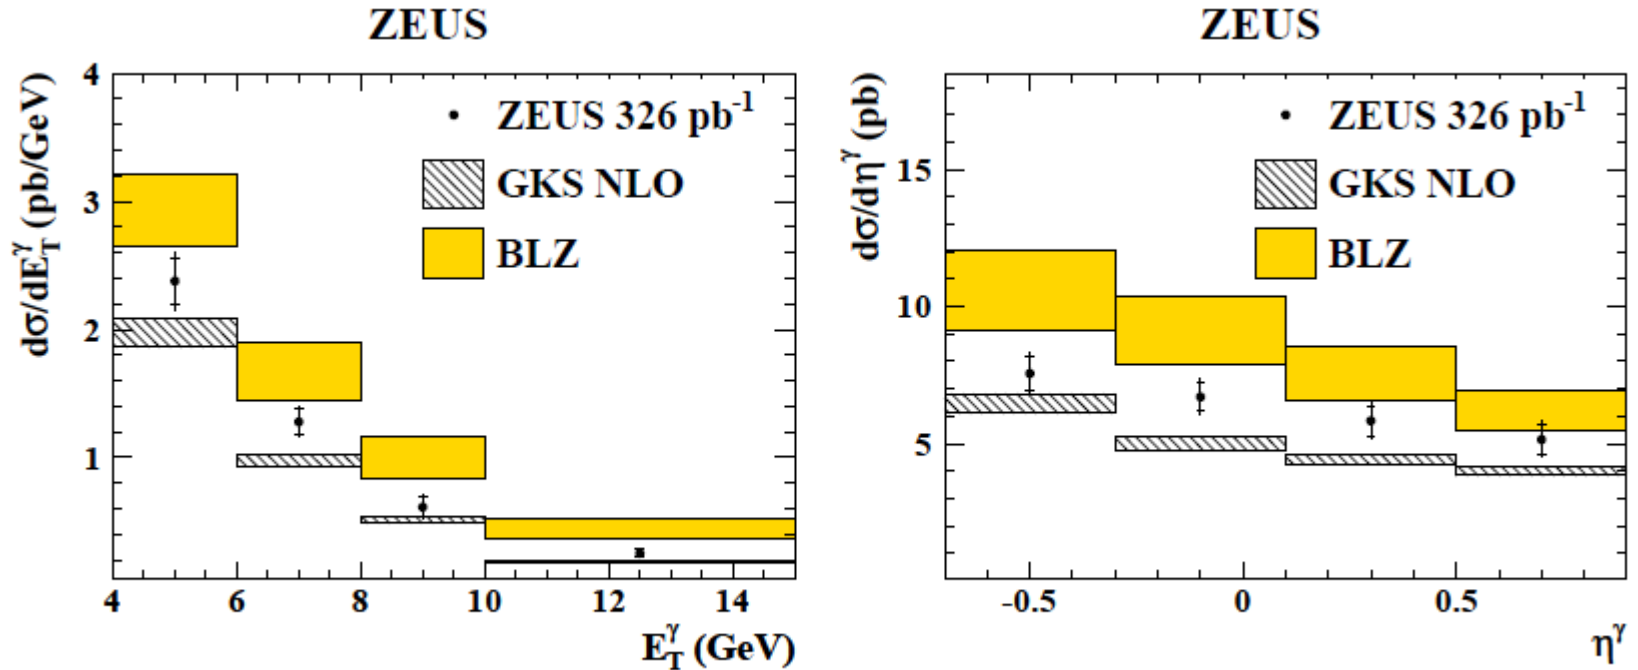 ZEUS
dσ/dE_T^γ (pb/GeV)
4
3
2
1
ZEUS 326 pb⁻¹
GKS NLO
BLZ
4 6 8 10 12 14
E_T^γ (GeV)
ZEUS
dσ/dη^γ (pb)
15
10
5
ZEUS 326 pb⁻¹
GKS NLO
BLZ
-0.5 0 0.5
η^γ